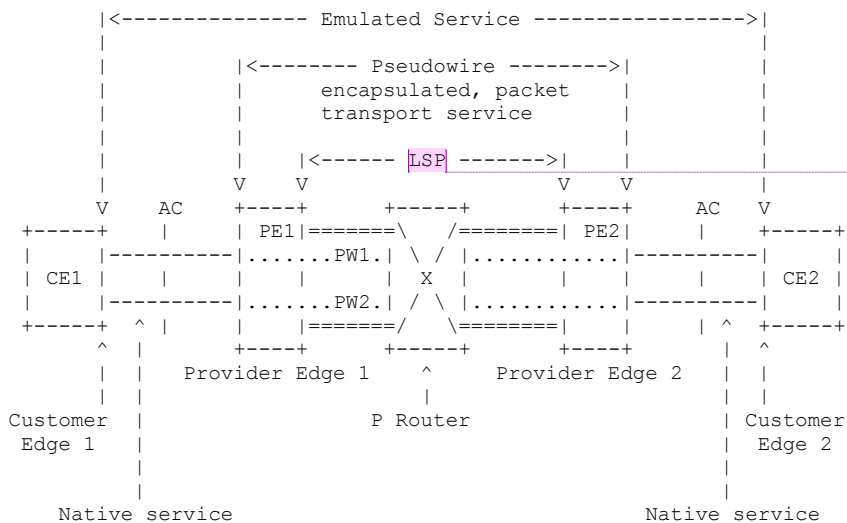 |<-------------- Emulated Service ---------------->|
|<-------- Pseudowire -------->|
encapsulated, packet
transport service
|<------ LSP ------->|
V V V V
V AC +----+ +-----+ +----+ AC V
+-----+ | | PE1|=======\ /========| PE2| | +-----+
| |----------|.......PW1.| \ / |............|----------| |
| CE1 | | | | | X | | | | | CE2 |
| |----------|.......PW2.| / \ |............|----------| |
+-----+ ^ | | |=======/ \========| | | ^ +-----+
^ | +----+ +-----+ +----+ | ^
| | Provider Edge 1 ^ Provider Edge 2 | |
| | | | |
Customer | P Router | Customer
Edge 1 | | Edge 2
Native service Native service